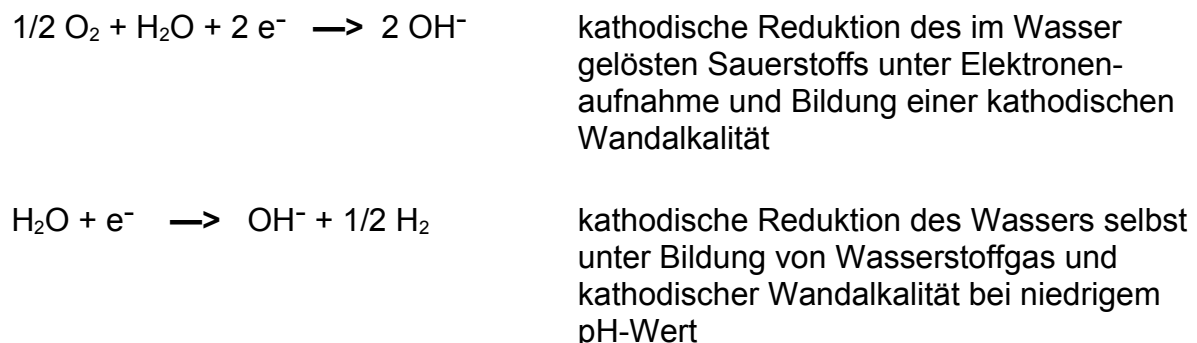 1/2 O₂ + H₂O + 2 e⁻ —> 2 OH⁻ kathodische Reduktion des im Wasser
gelösten Sauerstoffs unter Elektronen-
aufnahme und Bildung einer kathodischen
Wandalkalität
H₂O + e⁻ —> OH⁻ + 1/2 H₂ kathodische Reduktion des Wassers selbst
unter Bildung von Wasserstoffgas und
kathodischer Wandalkalität bei niedrigem
pH-Wert